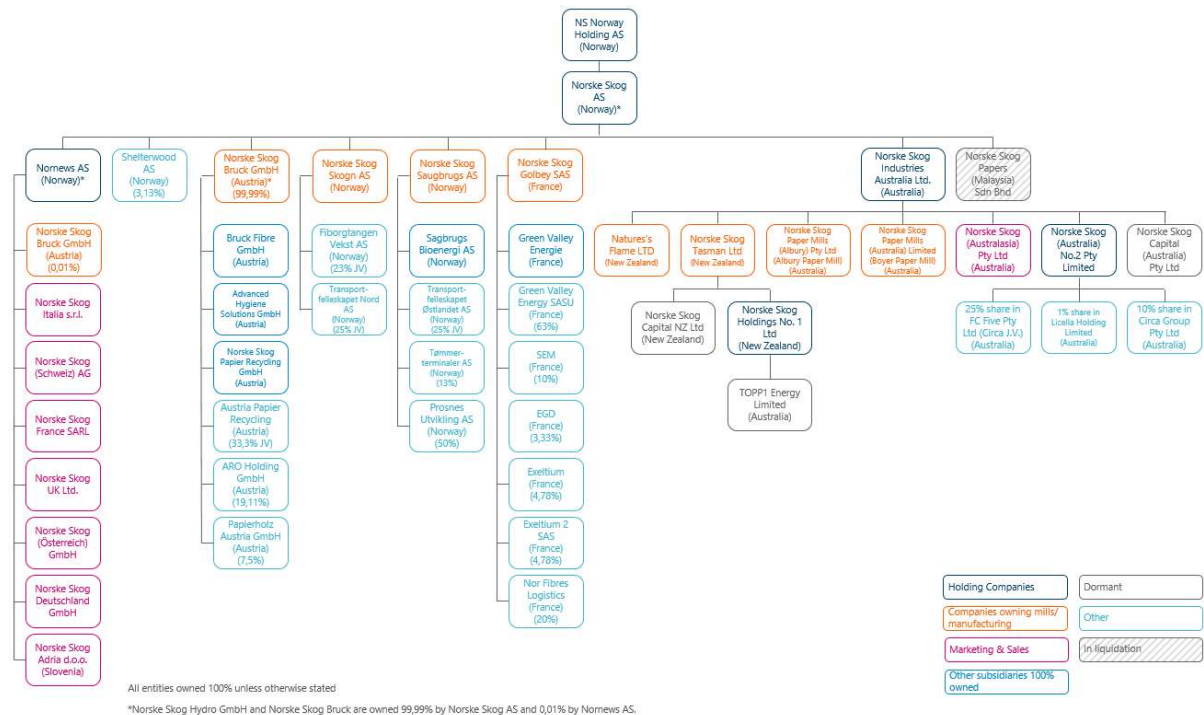 NS Norway
Holding AS
(Norway)
Norske Skog
AS
(Norway)*
Nornews AS
(Norway)*
Shelterwood
AS
(Norway)
(3,13%)
Norske Skog
Bruck GmbH
(Austria)*
(99,99%)
Norske Skog
Skogn AS
(Norway)
Norske Skog
Saugbrugs AS
(Norway)
Norske Skog
Golbey SAS
(France)
Norske Skog
Industries
Australia Ltd.
(Australia)
Norske Skog
Papers
(Malaysia)
Sdn Bhd
Norske Skog
Bruck GmbH
(Austria)
(0,01%)
Norske Skog
Italia s.r.l.
Norske Skog
(Schweiz) AG
Norske Skog
France SARL
Norske Skog
UK Ltd.
Norske Skog
(Österreich)
GmbH
Norske Skog
Deutschland
GmbH
Norske Skog
Adria d.o.o.
(Slovenia)
Bruck Fibre
GmbH
(Austria)
Advanced
Hygiene
Solutions GmbH
(Austria)
Norske Skog
Papier Recycling
GmbH
(Austria)
Austria Papier
Recycling
(Austria)
(33,3% JV)
ARO Holding
GmbH
(Austria)
(19,11%)
Papierholz
Austria GmbH
(Austria)
(7,5%)
Fiborgtangen
Vekst AS
(Norway)
(23% JV)
Transport-
felleskapet Nord
AS
(Norway)
(25% JV)
Sagbrugs
Bioenergi AS
(Norway)
Transport-
felleskapet
Østlandet AS
(Norway)
(25% JV)
Tømmer-
terminaler AS
(Norway)
(13%)
Prosnes
Utvikling AS
(Norway)
(50%)
Green Valley
Energie
(France)
Green Valley
Energy SASU
(France)
(63%)
SEM
(France)
(10%)
EGD
(France)
(3,33%)
Exeltium
(France)
(4,78%)
Exeltium 2
SAS
(France)
(4,78%)
Nor Fibres
Logistics
(France)
(20%)
Natures's
Flame LTD
(New Zealand)
Norske Skog
Tasman Ltd
(New Zealand)
Norske Skog
Paper Mills
(Albury) Pty Ltd
(Albury Paper Mill)
(Australia)
Norske Skog
Paper Mills
(Australia) Limited
(Boyer Paper Mill)
(Australia)
Norske Skog
(Australasia)
Pty Ltd
(Australia)
Norske Skog
(Australia)
No.2 Pty
Limited
Norske Skog
Capital
(Australia)
Pty Ltd
Norske Skog
Capital NZ Ltd
(New Zealand)
Norske Skog
Holdings No. 1
Ltd
(New Zealand)
TOPP1 Energy
Limited
(Australia)
25% share in
FC Five Pty
Ltd (Circa J.V.)
(Australia)
1% share in
Licella Holding
Limited
(Australia)
10% share in
Circa Group
Pty Ltd
(Australia)
Holding Companies
Dormant
Companies owning mills/
manufacturing
Other
Marketing & Sales
In liquidation
Other subsidiaries 100%
owned
All entities owned 100% unless otherwise stated
*Norske Skog Hydro GmbH and Norske Skog Bruck are owned 99,99% by Norske Skog AS and 0,01% by Nornews AS.